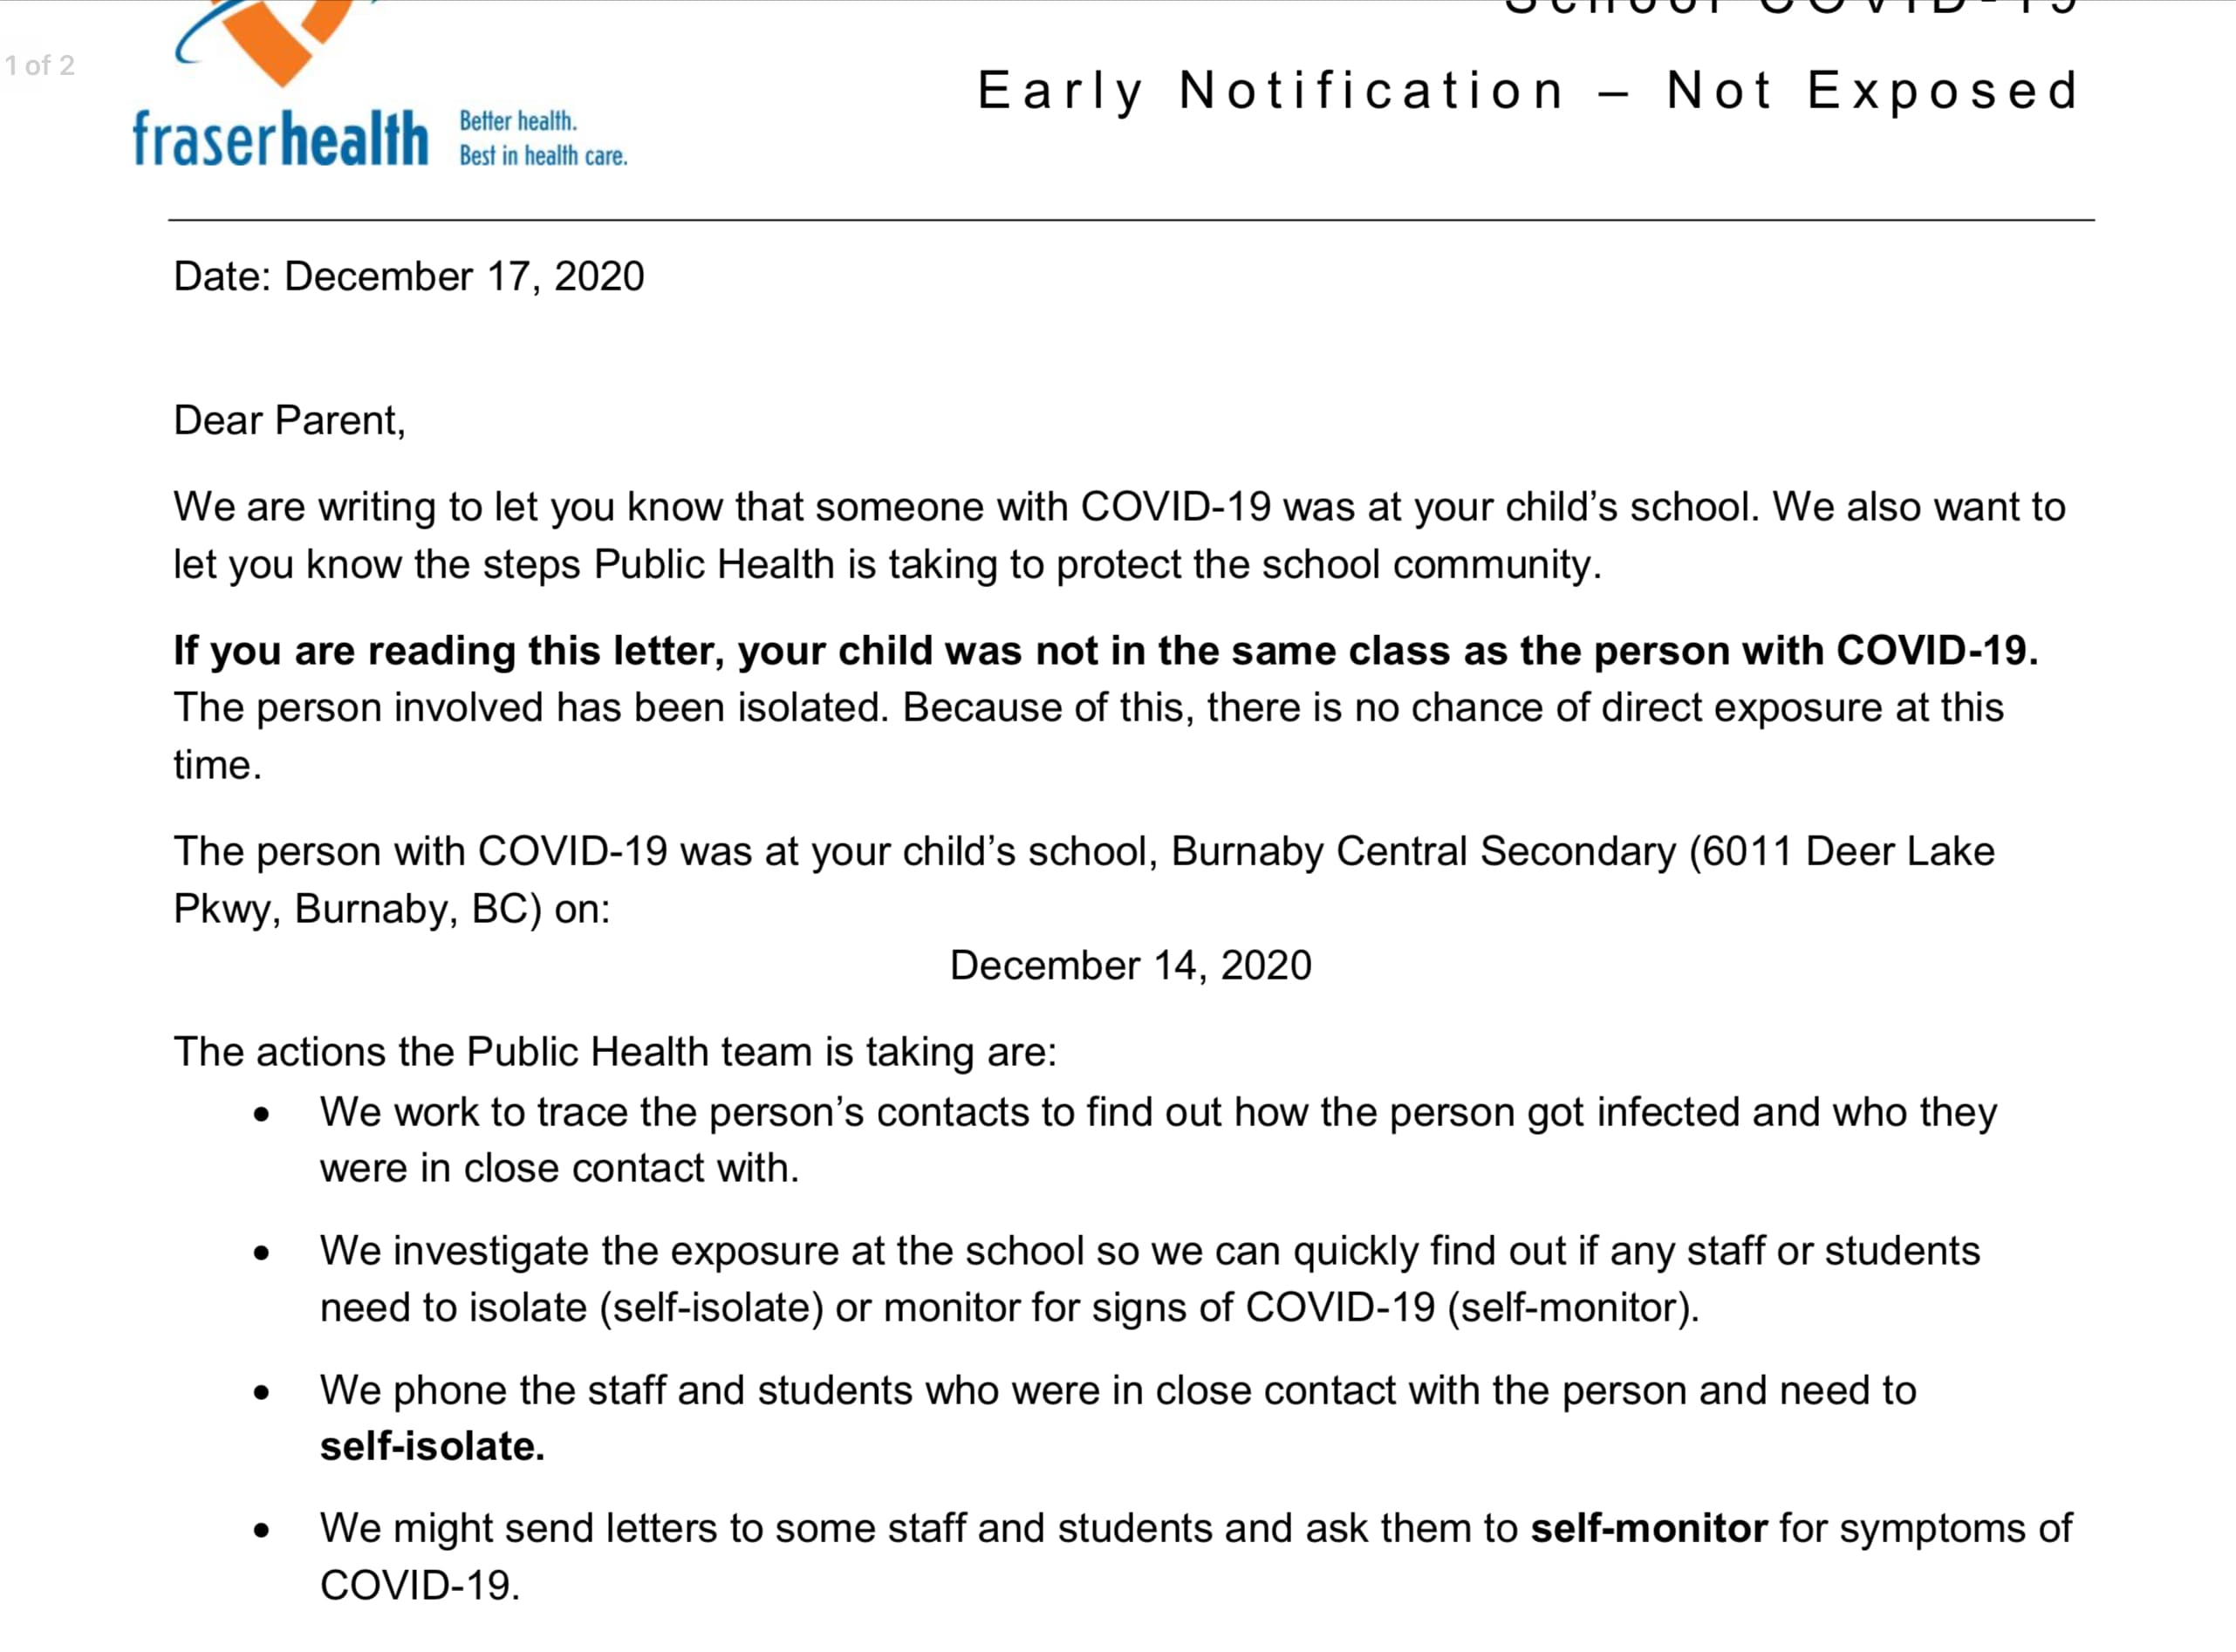 School COVID-19
1 of 2
Early Notification – Not Exposed
fraserhealth
Better health.
Best in health care.
Date: December 17, 2020
Dear Parent,
We are writing to let you know that someone with COVID-19 was at your child’s school. We also want to
let you know the steps Public Health is taking to protect the school community.
If you are reading this letter, your child was not in the same class as the person with COVID-19.
The person involved has been isolated. Because of this, there is no chance of direct exposure at this
time.
The person with COVID-19 was at your child’s school, Burnaby Central Secondary (6011 Deer Lake
Pkwy, Burnaby, BC) on:
December 14, 2020
The actions the Public Health team is taking are:
• We work to trace the person’s contacts to find out how the person got infected and who they
were in close contact with.
• We investigate the exposure at the school so we can quickly find out if any staff or students
need to isolate (self-isolate) or monitor for signs of COVID-19 (self-monitor).
• We phone the staff and students who were in close contact with the person and need to
self-isolate.
• We might send letters to some staff and students and ask them to self-monitor for symptoms of
COVID-19.